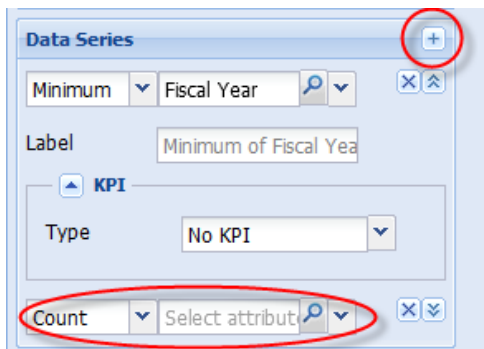 Data Series
Minimum Fiscal Year
Label Minimum of Fiscal Yea
KPI
Type No KPI
Count Select attribut